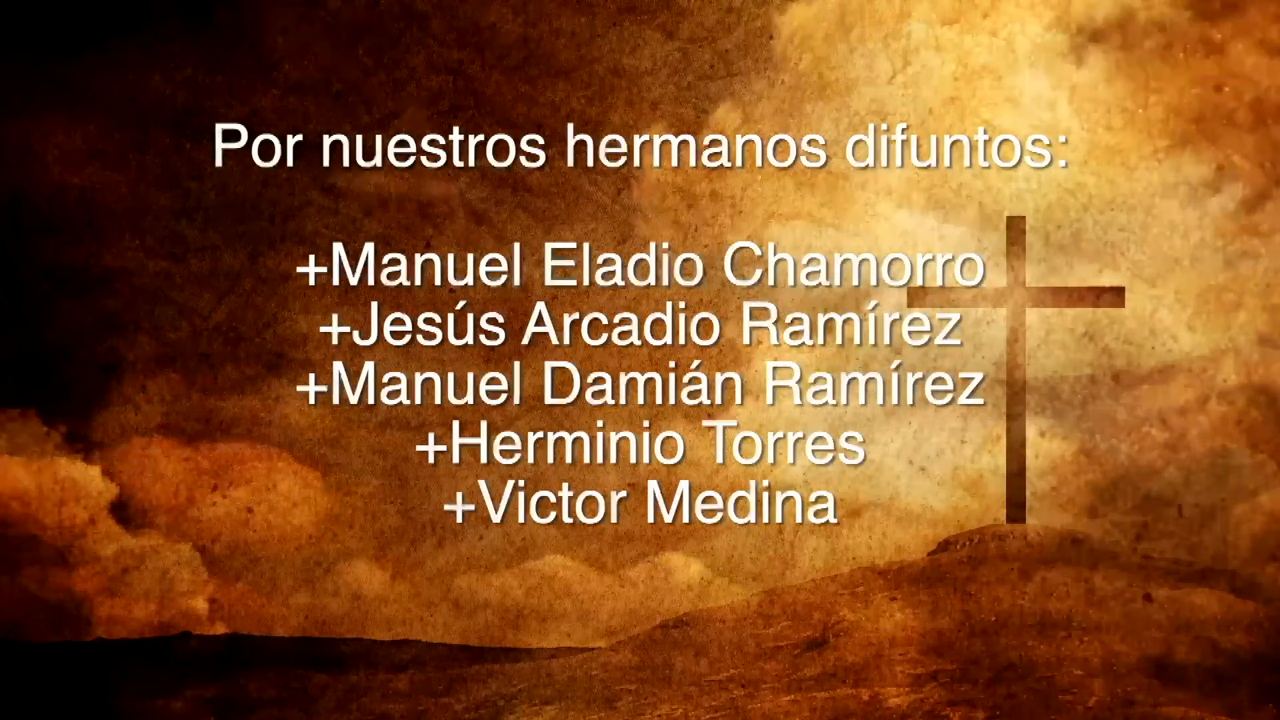 Por nuestros hermanos difuntos:
+Manuel Eladio Chamorro
+Jesús Arcadio Ramírez
+Manuel Damián Ramírez
+Herminio Torres
+Victor Medina